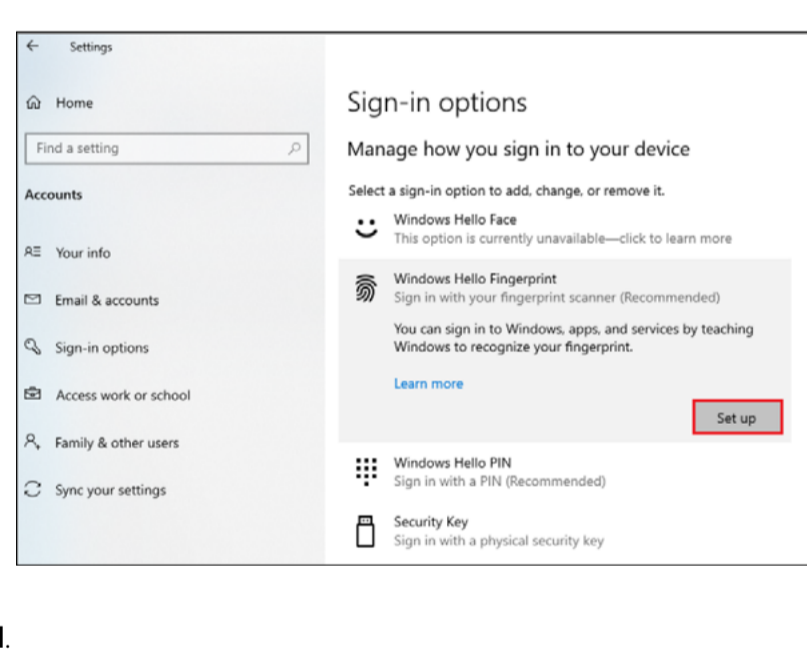 Settings
Home
Find a setting
Accounts
Your info
Email & accounts
Sign-in options
Access work or school
Family & other users
Sync your settings
Sign-in options
Manage how you sign in to your device
Select a sign-in option to add, change, or remove it.
Windows Hello Face
This option is currently unavailable—click to learn more
Windows Hello Fingerprint
Sign in with your fingerprint scanner (Recommended)
You can sign in to Windows, apps, and services by teaching
Windows to recognize your fingerprint.
Learn more
Set up
Windows Hello PIN
Sign in with a PIN (Recommended)
Security Key
Sign in with a physical security key